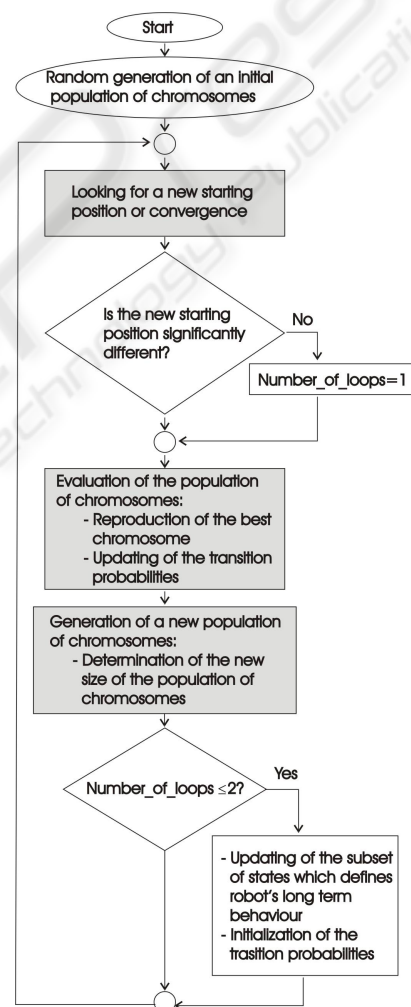 Start
Random generation of an initial
population of chromosomes
Looking for a new starting
position or convergence
Is the new starting
position significantly
different?
No
Number_of_loops=1
Evaluation of the population
of chromosomes:
- Reproduction of the best
chromosome
- Updating of the transition
probabilities
Generation of a new population
of chromosomes:
- Determination of the new
size of the population of
chromosomes
Number_of_loops ≤2?
Yes
- Updating of the subset
of states which defines
robot's long term
behaviour
- Initialization of the
trasition probabilities